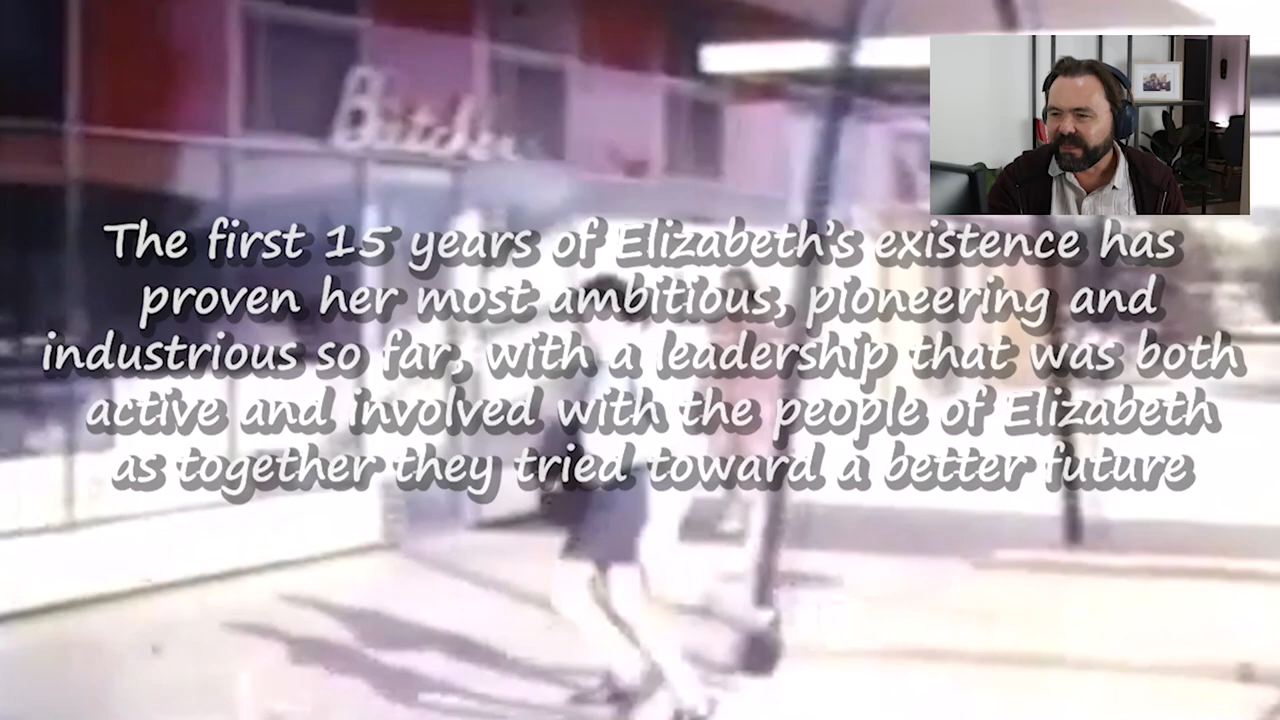 Butcher
The first 15 years of Elizabeth's existence has
proven her most ambitious, pioneering and
industrious so far, with a leadership that was both
active and involved with the people of Elizabeth
as together they tried toward a better future